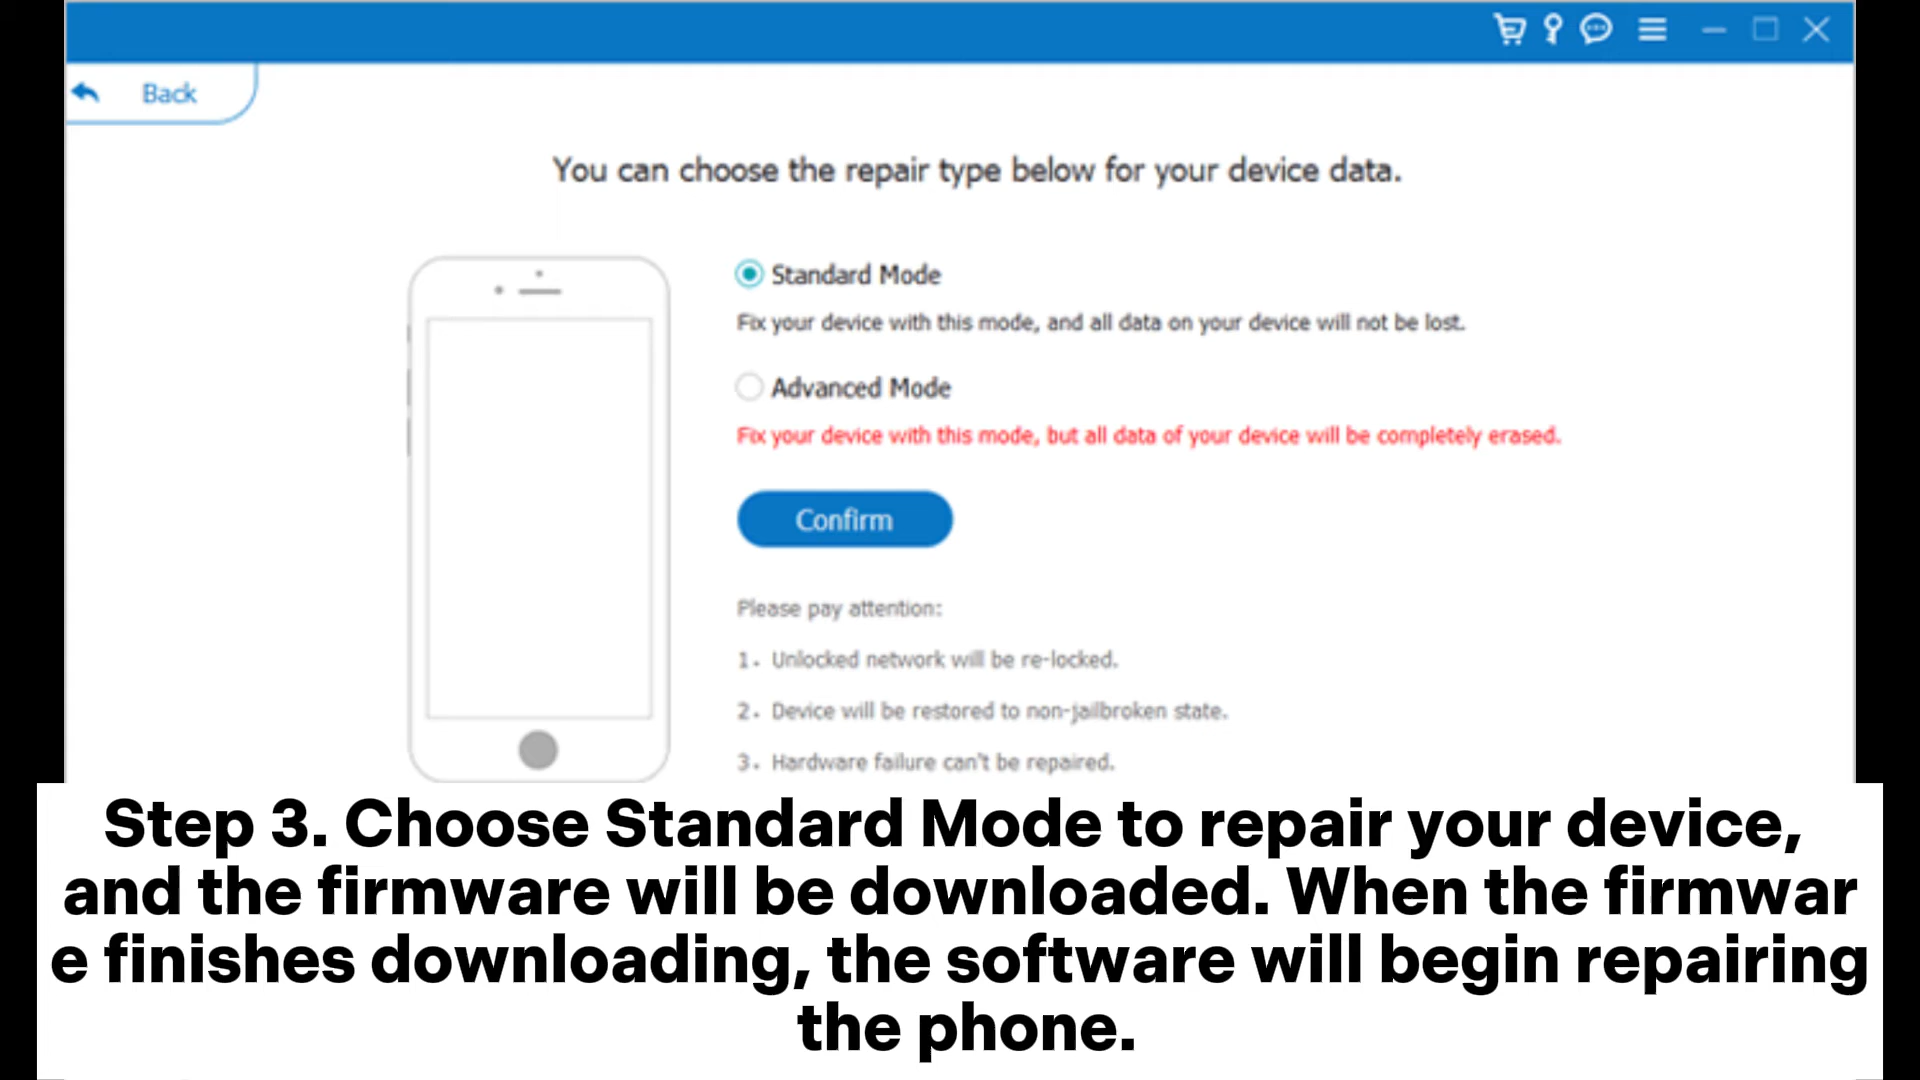 Back
You can choose the repair type below for your device data.
Standard Mode
Fix your device with this mode, and all data on your device will not be lost.
Advanced Mode
Fix your device with this mode, but all data of your device will be completely erased.
Confirm
Please pay attention:
1. Unlocked network will be re-locked.
2. Device will be restored to non-jailbroken state.
3. Hardware failure can't be repaired.
Step 3. Choose Standard Mode to repair your device,
and the firmware will be downloaded. When the firmwar
e finishes downloading, the software will begin repairing
the phone.